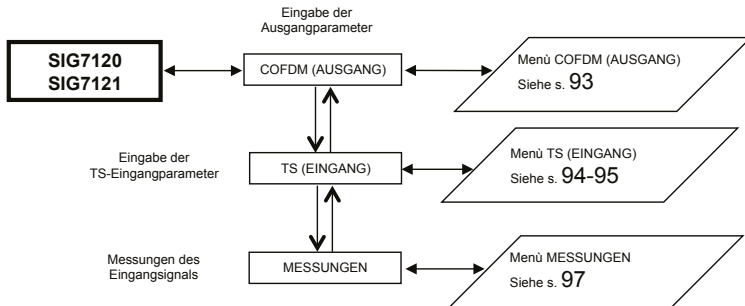 Eingabe der
Ausgangparameter
SIG7120
SIG7121
COFDM (AUSGANG)
Menù COFDM (AUSGANG)
Siehe s. 93
Eingabe der
TS-Eingangparameter
TS (EINGANG)
Menù TS (EINGANG)
Siehe s. 94-95
Messungen des
Eingangsignals
MESSUNGEN
Menù MESSUNGEN
Siehe s. 97